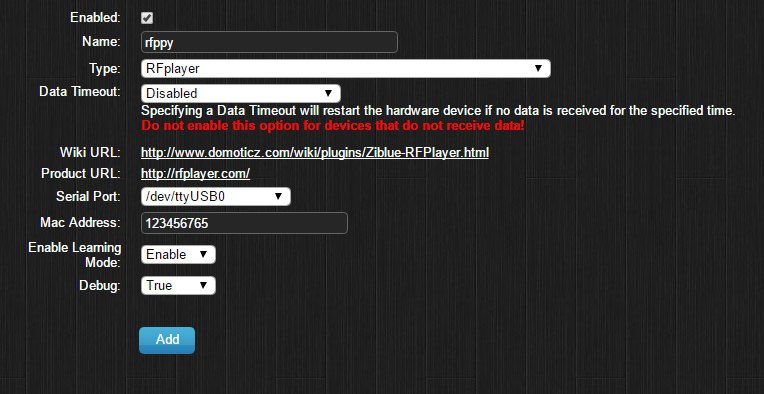 Enabled:
Name: rfppy
Type: RFplayer
Data Timeout: Disabled
Specifying a Data Timeout will restart the hardware device if no data is received for the specified time.
Do not enable this option for devices that do not receive data!
Wiki URL: http://www.domoticz.com/wiki/plugins/Ziblue-RFPlayer.html
Product URL: http://rfplayer.com/
Serial Port: /dev/ttyUSB0
Mac Address: 123456765
Enable Learning
Mode: Enable
Debug: True
Add